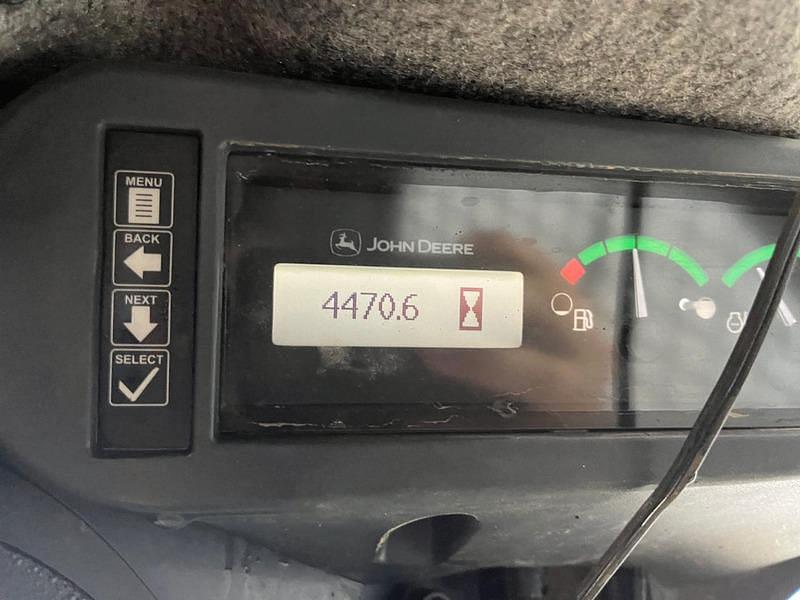 MENU
BACK
NEXT
SELECT
JOHN DEERE
4470.6